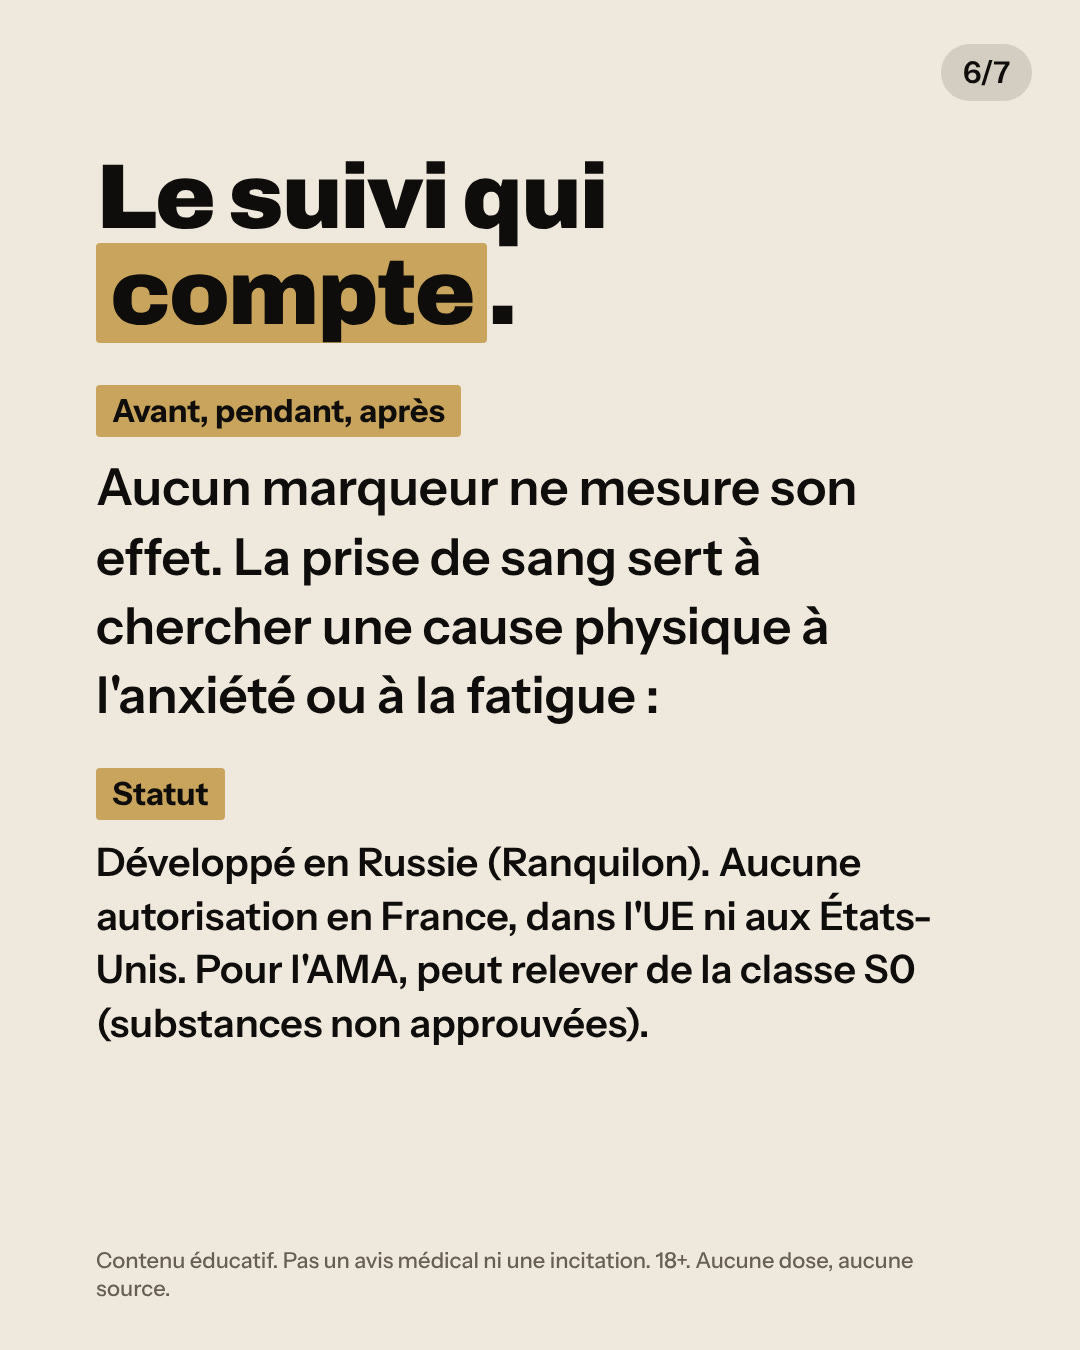 6/7
Le suivi qui
compte.
Avant, pendant, après
Aucun marqueur ne mesure son
effet. La prise de sang sert à
chercher une cause physique à
l'anxiété ou à la fatigue :
Statut
Développé en Russie (Ranquilon). Aucune
autorisation en France, dans l'UE ni aux États-
Unis. Pour l'AMA, peut relever de la classe S0
(substances non approuvées).
Contenu éducatif. Pas un avis médical ni une incitation. 18+. Aucune dose, aucune
source.